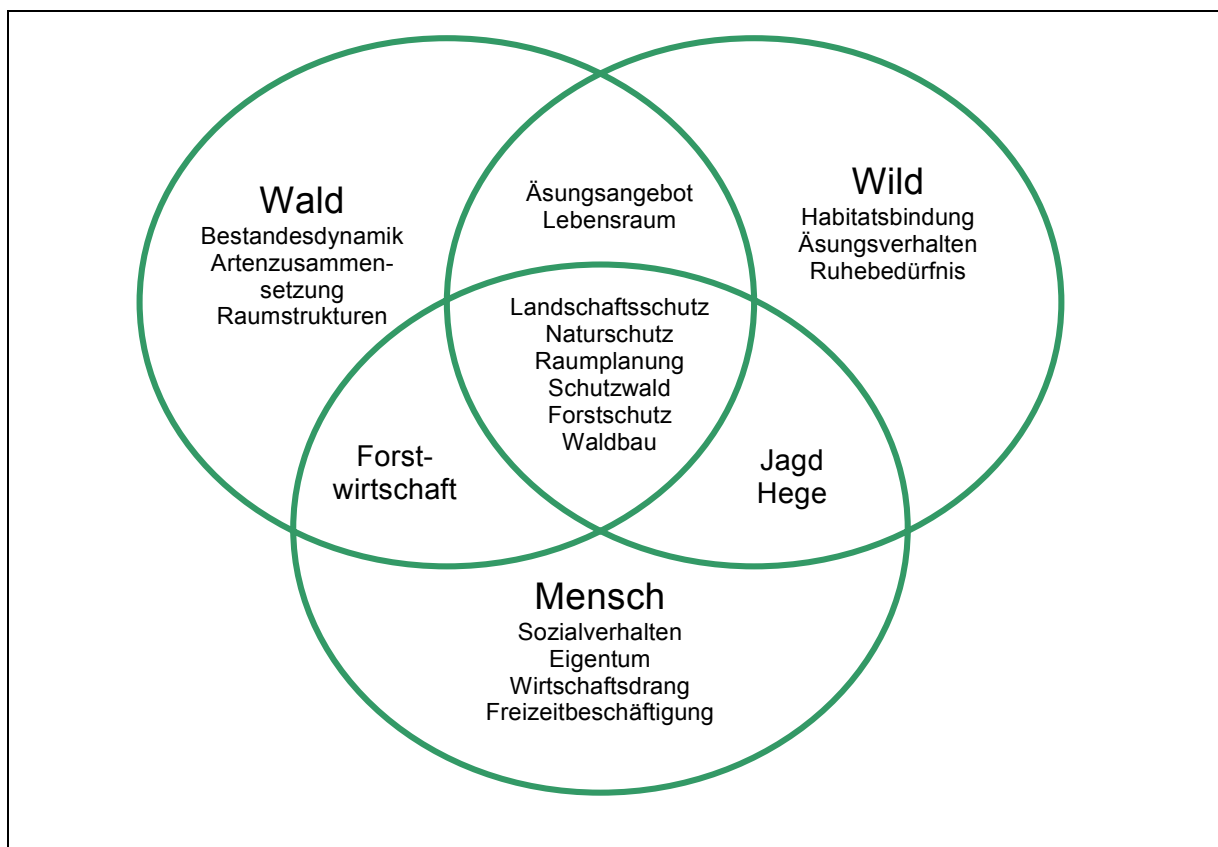 Wald
Bestandesdynamik
Artenzusammen-
setzung
Raumstrukturen
Äsungsangebot
Lebensraum
Wild
Habitatsbindung
Äsungsverhalten
Ruhebedürfnis
Landschaftsschutz
Naturschutz
Raumplanung
Schutzwald
Forstschutz
Waldbau
Forst-
wirtschaft
Jagd
Hege
Mensch
Sozialverhalten
Eigentum
Wirtschaftsdrang
Freizeitbeschäftigung